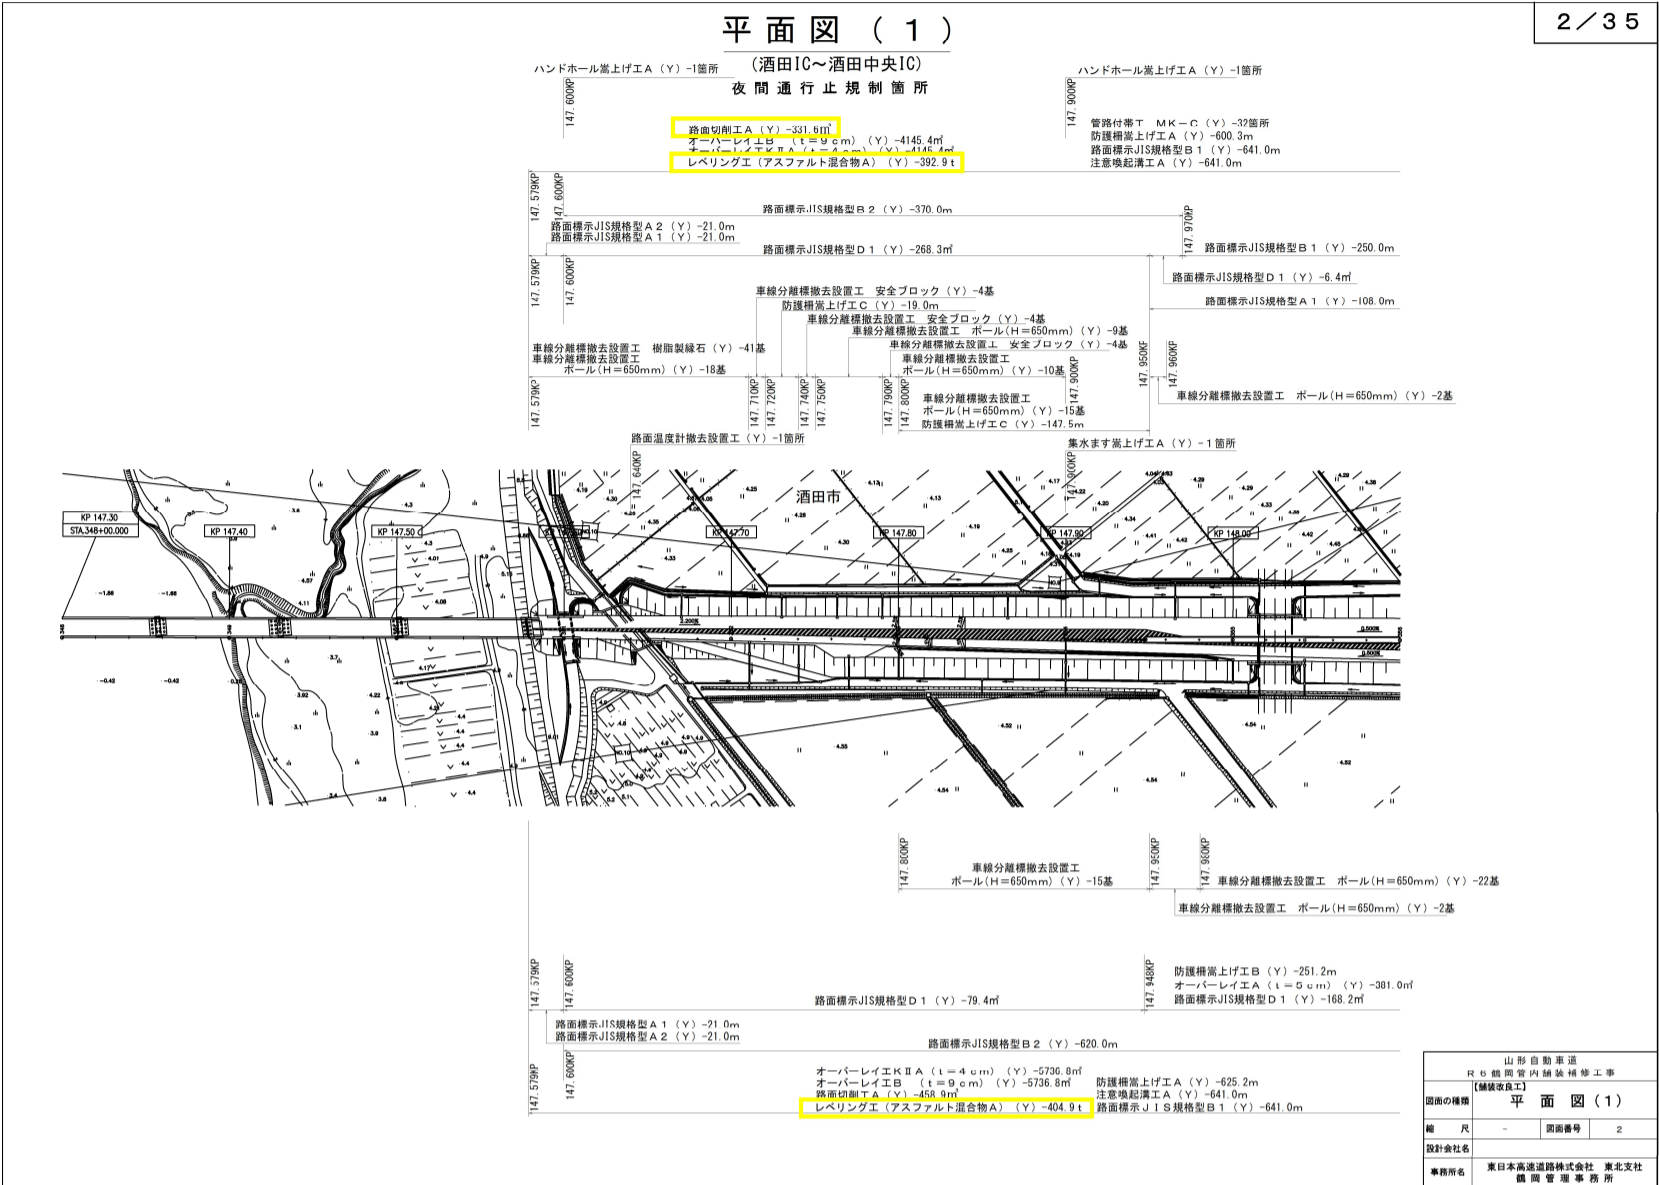 2／35
平面図（１）
(酒田IC～酒田中央IC)
夜間通行止規制箇所
ハンドホール嵩上げ工Ａ（Ｙ）-1箇所
147.600KP
ハンドホール嵩上げ工Ａ（Ｙ）-1箇所
147.900KP
路面切削工Ａ（Ｙ）-331.6㎡
オーバーレイ工Ｂ （ｔ＝９ｃｍ）（Ｙ）-4145.4㎡
オーバーレイ工ＫⅡＡ（ｔ＝４ｃｍ）（Ｙ）-4145.4㎡
レベリング工（アスファルト混合物Ａ）（Ｙ）-392.9ｔ
管路付帯工 ＭＫ－Ｃ（Ｙ）-32箇所
防護柵嵩上げ工Ａ（Ｙ）-600.3m
路面標示JIS規格型Ｂ１（Ｙ）-641.0m
注意喚起溝工Ａ（Ｙ）-641.0m
147.579KP
147.600KP
路面標示JIS規格型Ｂ２（Ｙ）-370.0m
147.970KP
路面標示JIS規格型Ａ２（Ｙ）-21.0m
路面標示JIS規格型Ａ１（Ｙ）-21.0m
路面標示JIS規格型Ｄ１（Ｙ）-268.3㎡
路面標示JIS規格型Ｂ１（Ｙ）-250.0m
147.579KP
147.600KP
路面標示JIS規格型Ｄ１（Ｙ）-6.4㎡
路面標示JIS規格型Ａ１（Ｙ）-108.0m
車線分離標撤去設置工 安全ブロック（Ｙ）-4基
防護柵嵩上げ工Ｃ（Ｙ）-19.0m
車線分離標撤去設置工 安全ブロック（Ｙ）-4基
車線分離標撤去設置工 ポール(Ｈ＝650mm)（Ｙ）-9基
車線分離標撤去設置工 安全ブロック（Ｙ）-4基
車線分離標撤去設置工 樹脂製縁石（Ｙ）-41基
車線分離標撤去設置工
ポール(Ｈ＝650mm)（Ｙ）-18基
車線分離標撤去設置工
ポール(Ｈ＝650mm)（Ｙ）-10基
147.579KP
147.710KP
147.720KP
147.740KP
147.750KP
147.790KP
147.800KP
147.900KP
147.950KP
147.960KP
車線分離標撤去設置工 ポール(Ｈ＝650mm)（Ｙ）-2基
車線分離標撤去設置工
ポール(Ｈ＝650mm)（Ｙ）-15基
防護柵嵩上げ工Ｃ（Ｙ）-147.5m
路面温度計撤去設置工（Ｙ）-1箇所
147.640KP
集水ます嵩上げ工Ａ（Ｙ）-１箇所
147.900KP
酒田市
KP 147.30
STA.348+00.000
KP 147.40
KP 147.50
KP 147.70
KP 147.80
KP 147.90
KP 148.00
147.800KP
車線分離標撤去設置工
ポール(Ｈ＝650mm)（Ｙ）-15基
147.950KP
147.980KP
車線分離標撤去設置工 ポール(Ｈ＝650mm)（Ｙ）-22基
車線分離標撤去設置工 ポール(Ｈ＝650mm)（Ｙ）-2基
147.579KP
147.600KP
路面標示JIS規格型Ｄ１（Ｙ）-79.4㎡
147.948KP
防護柵嵩上げ工Ｂ（Ｙ）-251.2m
オーバーレイ工Ａ（ｔ＝５ｃｍ）（Ｙ）-381.0㎡
路面標示JIS規格型Ｄ１（Ｙ）-168.2㎡
路面標示JIS規格型Ａ１（Ｙ）-21.0m
路面標示JIS規格型Ａ２（Ｙ）-21.0m
路面標示JIS規格型Ｂ２（Ｙ）-620.0m
147.579KP
147.600KP
オーバーレイ工ＫⅡＡ（ｔ＝４ｃｍ）（Ｙ）-5736.8㎡
オーバーレイ工Ｂ （ｔ＝９ｃｍ）（Ｙ）-5736.8㎡
路面切削工Ａ（Ｙ）-458.9㎡
レベリング工（アスファルト混合物Ａ）（Ｙ）-404.9ｔ
防護柵嵩上げ工Ａ（Ｙ）-625.2m
注意喚起溝工Ａ（Ｙ）-641.0m
路面標示ＪＩＳ規格型Ｂ１（Ｙ）-641.0m
山形自動車道
Ｒ６鶴岡管内舗装補修工事
図面の種類
【舗装改良工】
平面図(１)
縮尺 - 図面番号 2
設計会社名
事務所名
東日本高速道路株式会社 東北支社
鶴岡管理事務所